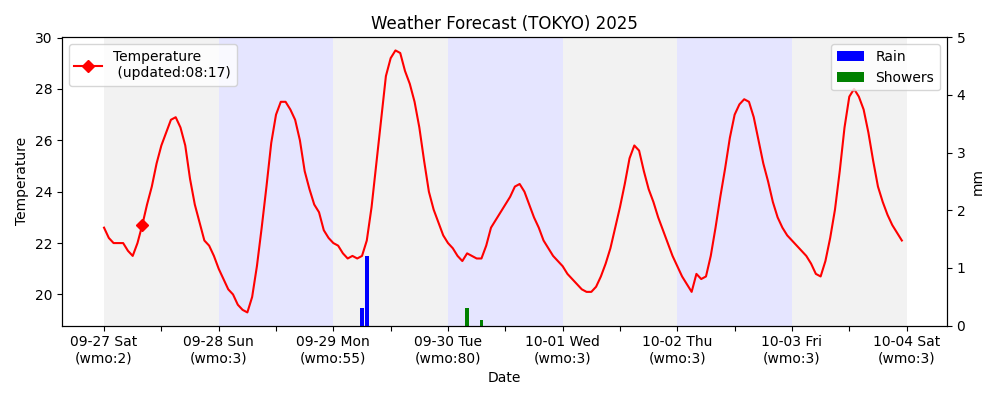 Weather Forecast (TOKYO) 2025
Temperature
(updated:08:17)
Rain
Showers
Temperature
30
28
26
24
22
20
5
4
3
2
1
0
mm
09-27 Sat
(wmo:2)
09-28 Sun
(wmo:3)
09-29 Mon
(wmo:55)
09-30 Tue
(wmo:80)
10-01 Wed
(wmo:3)
10-02 Thu
(wmo:3)
10-03 Fri
(wmo:3)
10-04 Sat
(wmo:3)
Date